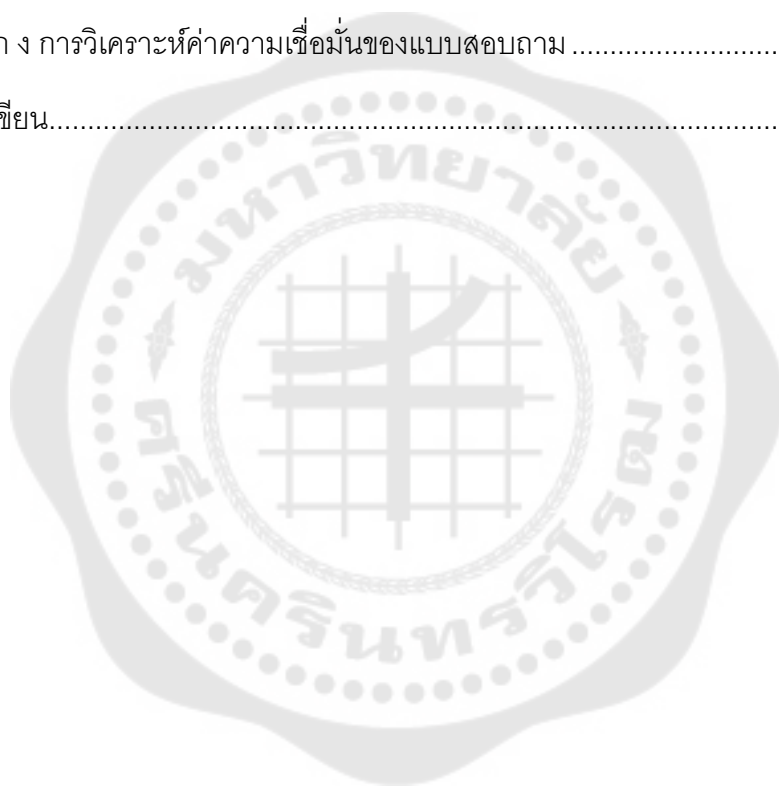 ง การวิเคราะห์ค่าความเชื่อมั่นของแบบสอบถาม ...........................
ขียน................................................................................................
มหาวิทยาลัย
ศรีนครินทรวิโรฒ